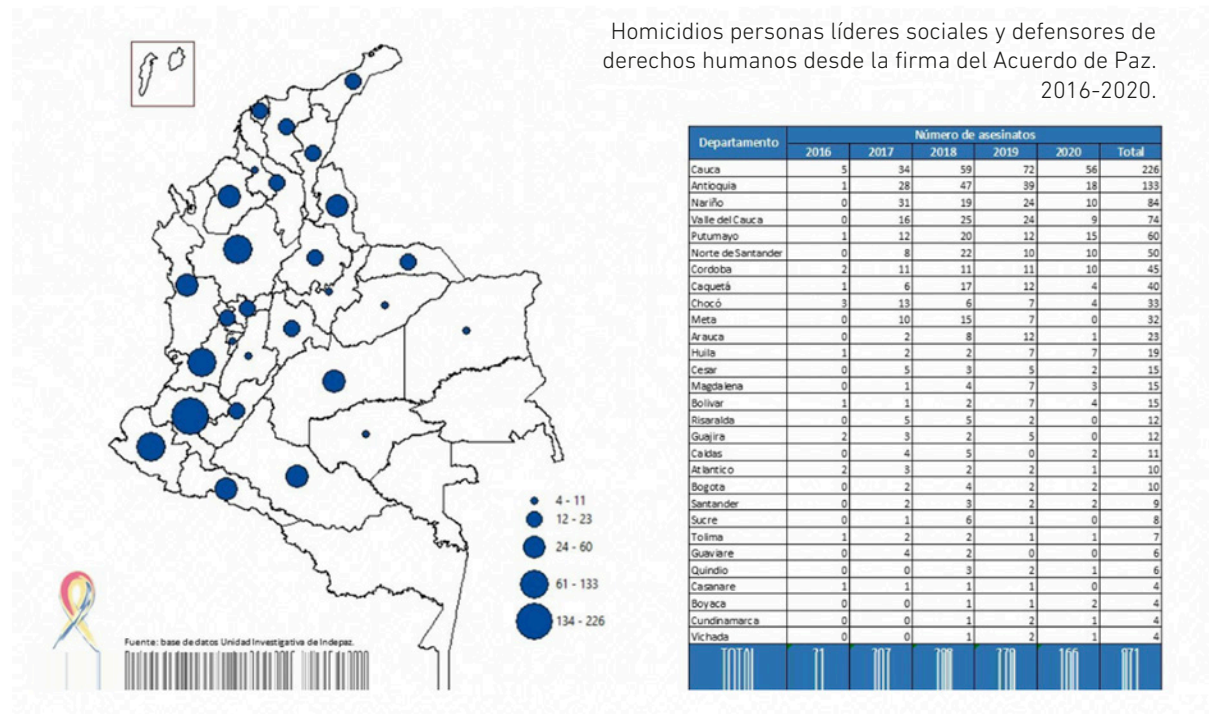 Homicidios personas líderes sociales y defensores de
derechos humanos desde la firma del Acuerdo de Paz.
2016-2020.
Departamento Número de asesinatos
2016 2017 2018 2019 2020 Total
Cauca 5 34 59 72 56 226
Antioquia 1 28 47 39 18 133
Nariño 0 31 19 24 10 84
Valle del Cauca 0 16 25 24 9 74
Putumayo 1 12 20 12 15 60
Norte de Santander 0 8 22 10 10 50
Cordoba 2 11 11 11 10 45
Caquetá 1 6 17 12 4 40
Chocó 3 13 6 7 4 33
Meta 0 10 15 7 0 32
Arauca 0 2 8 12 1 23
Huila 1 2 2 7 7 19
Cesar 0 5 3 5 2 15
Magdalena 0 1 4 7 3 15
Bolivar 1 1 2 7 4 15
Risaralda 0 5 5 2 0 12
Guajira 2 3 2 5 0 12
Caldas 0 4 5 0 2 11
Atlantico 2 3 2 2 1 10
Bogota 0 2 4 2 2 10
Santander 0 2 3 2 2 9
Sucre 0 1 6 1 0 8
Tolima 1 2 2 1 1 7
Guaviare 0 4 2 0 0 6
Quindio 0 0 3 2 1 6
Casanare 1 1 1 1 0 4
Boyaca 0 0 1 1 2 4
Cundinamarca 0 0 1 2 1 4
Vichada 0 0 1 2 1 4
TOTAL 21 207 166 971
4 - 11
12 - 23
24 - 60
61 - 133
134 - 226
Fuente: base de datos Unidad Investigativa de Indepaz.